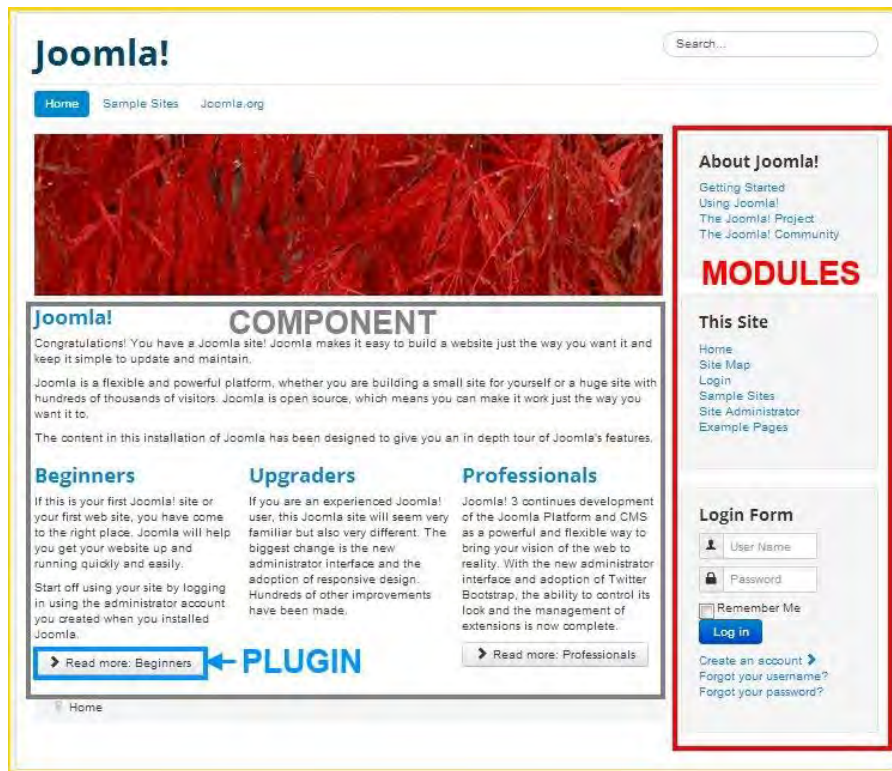 Joomla!
Search...
Home Sample Sites Joomla.org
About Joomla!
Getting Started
Using Joomla!
The Joomla! Project
The Joomla! Community
MODULES
This Site
Home
Site Map
Login
Sample Sites
Site Administrator
Example Pages
Login Form
User Name
Password
Remember Me
Log in
Create an account
Forgot your username?
Forgot your password?
Joomla!
COMPONENT
Congratulations! You have a Joomla site! Joomla makes it easy to build a website just the way you want it and
keep it simple to update and maintain.
Joomla is a flexible and powerful platform, whether you are building a small site for yourself or a huge site with
hundreds of thousands of visitors. Joomla is open source, which means you can make it work just the way you
want it to.
The content in this installation of Joomla has been designed to give you an in depth tour of Joomla's features.
Beginners
If this is your first Joomla! site or
your first web site, you have come
to the right place. Joomla will help
you get your website up and
running quickly and easily.
Start off using your site by logging
in using the administrator account
you created when you installed
Joomla.
Read more: Beginners
PLUGIN
Upgraders
If you are an experienced Joomla!
user, this Joomla site will seem very
familiar but also very different. The
biggest change is the new
administrator interface and the
adoption of responsive design.
Hundreds of other improvements
have been made.
Professionals
Joomla! 3 continues development
of the Joomla Platform and CMS
as a powerful and flexible way to
bring your vision of the web to
reality. With the new administrator
interface and adoption of Twitter
Bootstrap, the ability to control its
look and the management of
extensions is now complete.
Read more: Professionals
Home